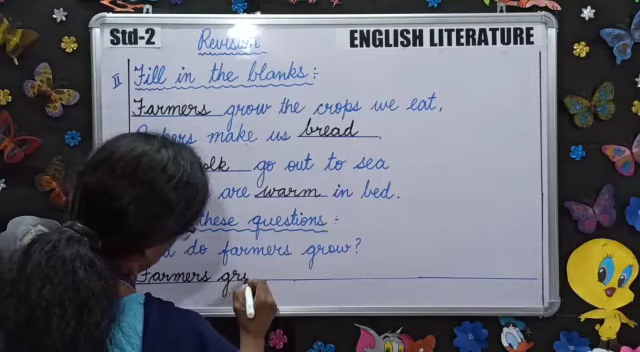 Std-2 Revision ENGLISH LITERATURE
II Fill in the blanks:
Farmers grow the crops we eat.
make us bread.
go out to sea
are warm in bed.
these questions:
do farmers grow?
Farmers